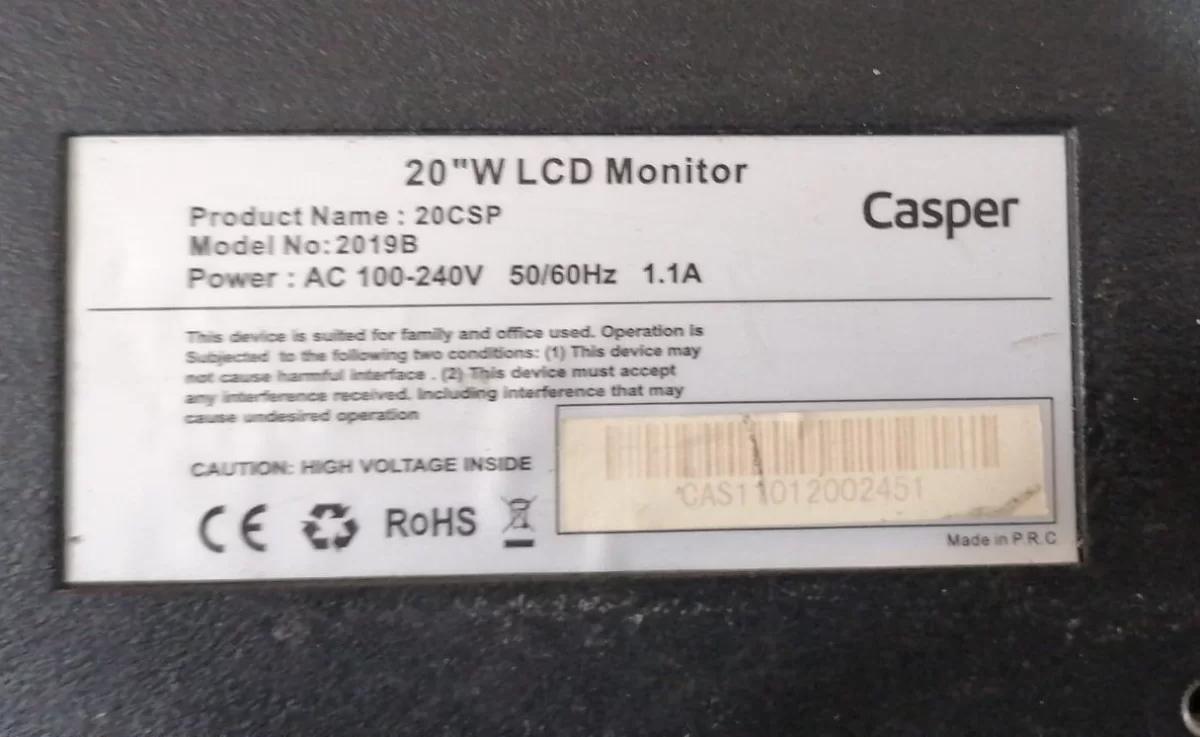 20"W LCD Monitor
Casper
Product Name : 20CSP
Model No:2019B
Power : AC 100-240V 50/60Hz 1.1A
This device is suited for family and office used. Operation is
Subjected to the following two conditions: (1) This device may
not cause harmful interface . (2) This device must accept
any interference received, Including interference that may
cause undesired operation
CAUTION: HIGH VOLTAGE INSIDE
*CAS11012002451
CE RoHS
Made in P.R.C